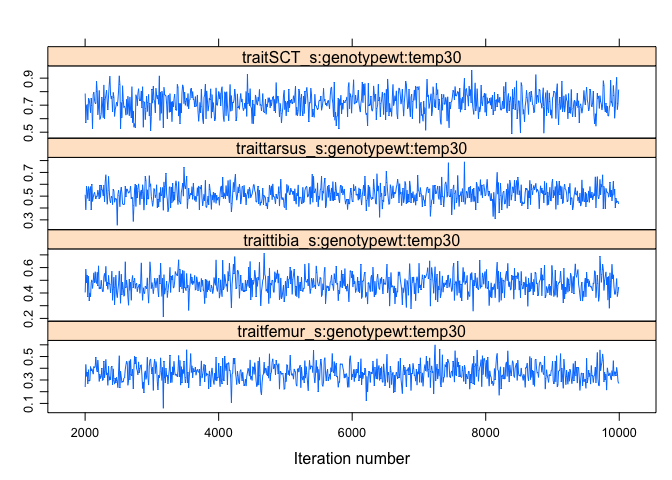 traitSCT_s:genotypewt:temp30
0.5 0.7 0.9
traittarsus_s:genotypewt:temp30
0.3 0.5 0.7
traittibia_s:genotypewt:temp30
0.2 0.4 0.6
traitfemur_s:genotypewt:temp30
0.1 0.3 0.5
2000 4000 6000 8000 10000
Iteration number